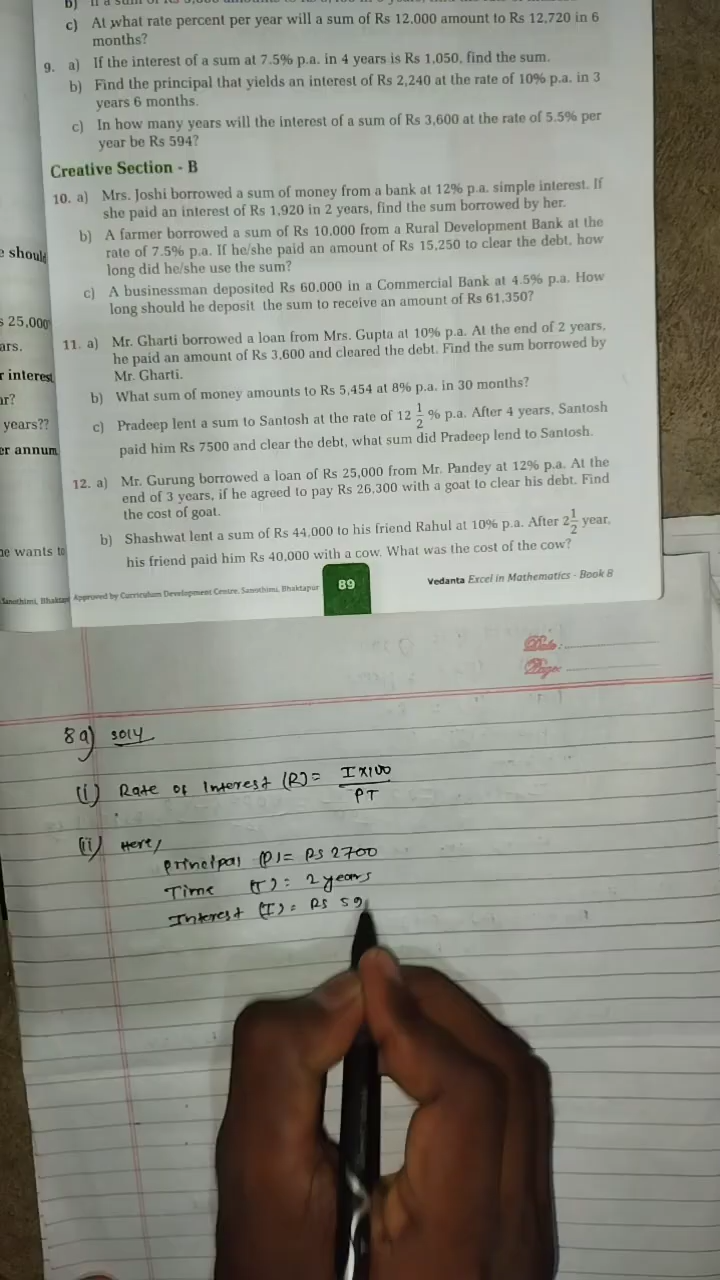 c) At what rate percent per year will a sum of Rs 12,000 amount to Rs 12,720 in 6
months?
9. a) If the interest of a sum at 7.5% p.a. in 4 years is Rs 1,050, find the sum.
b) Find the principal that yields an interest of Rs 2,240 at the rate of 10% p.a. in 3
years 6 months.
c) In how many years will the interest of a sum of Rs 3,600 at the rate of 5.5% per
year be Rs 594?
Creative Section - B
10. a) Mrs. Joshi borrowed a sum of money from a bank at 12% p.a. simple interest. If
she paid an interest of Rs 1,920 in 2 years, find the sum borrowed by her.
b) A farmer borrowed a sum of Rs 10,000 from a Rural Development Bank at the
rate of 7.5% p.a. If he/she paid an amount of Rs 15,250 to clear the debt, how
long did he/she use the sum?
c) A businessman deposited Rs 60,000 in a Commercial Bank at 4.5% p.a. How
long should he deposit the sum to receive an amount of Rs 61,350?
11. a) Mr. Gharti borrowed a loan from Mrs. Gupta at 10% p.a. At the end of 2 years,
he paid an amount of Rs 3,600 and cleared the debt. Find the sum borrowed by
Mr. Gharti.
b) What sum of money amounts to Rs 5,454 at 8% p.a. in 30 months?
c) Pradeep lent a sum to Santosh at the rate of 12 1/2 % p.a. After 4 years, Santosh
paid him Rs 7500 and clear the debt, what sum did Pradeep lend to Santosh.
12. a) Mr. Gurung borrowed a loan of Rs 25,000 from Mr. Pandey at 12% p.a. At the
end of 3 years, if he agreed to pay Rs 26,300 with a goat to clear his debt. Find
the cost of goat.
b) Shashwat lent a sum of Rs 44,000 to his friend Rahul at 10% p.a. After 2 1/2 year,
his friend paid him Rs 40,000 with a cow. What was the cost of the cow?
Approved by Curriculum Development Centre, Sanothimi, Bhaktapur 89 Vedanta Excel in Mathematics - Book 8
should
25,000
ars.
interest
ar?
years??
er annum
wants to
Date:
Page:
8 a) soln
(i) Rate of Interest (R) = I×100
PT
(ii) Here,
Principal (P) = Rs 2700
Time (T) = 2 years
Interest (I) = Rs 59